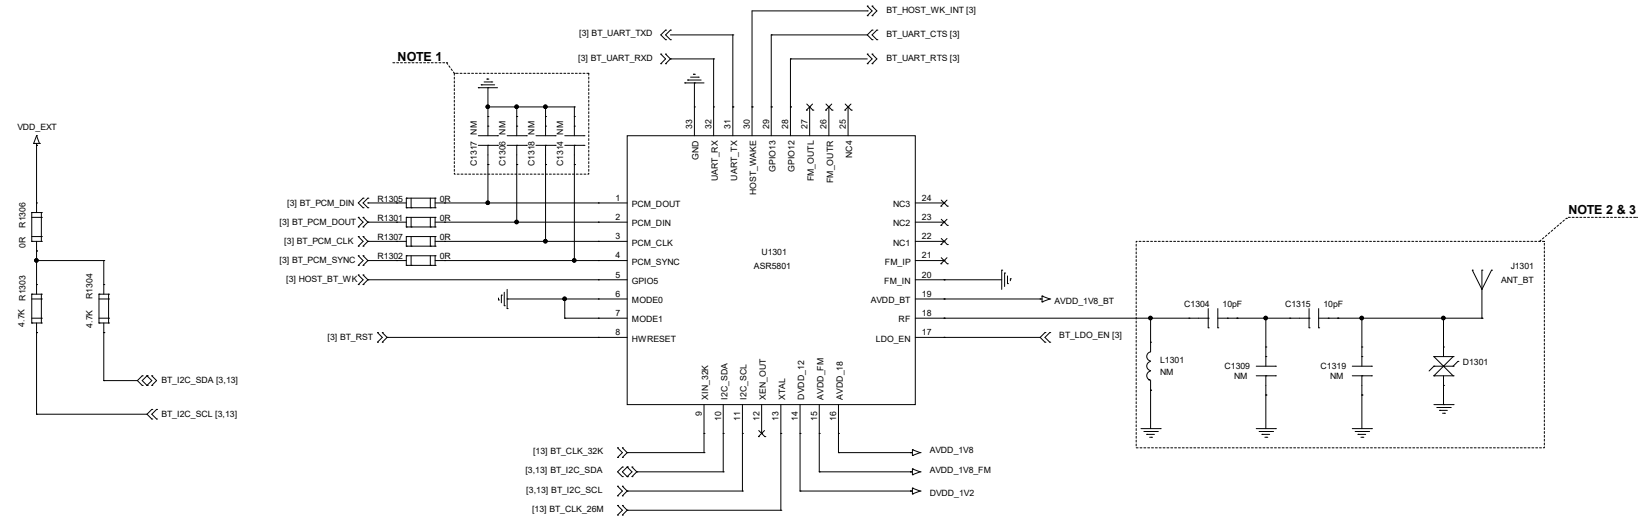 BT_HOST_WK_INT [3]
[3] BT_UART_TXD
BT_UART_CTS [3]
NOTE 1
[3] BT_UART_RXD
BT_UART_RTS [3]
VDD_EXT
C1317 NM
C1306 NM
C1318 NM
C1314 NM
33
32
31
30
29
28
27
26
25
GND
UART_RX
UART_TX
HOST_WAKE
GPIO13
GPIO12
FM_OUTL
FM_OUTR
NC4
0R R1306
[3] BT_PCM_DIN R1305 0R 1 PCM_DOUT
[3] BT_PCM_DOUT R1301 0R 2 PCM_DIN
[3] BT_PCM_CLK R1307 0R 3 PCM_CLK
[3] BT_PCM_SYNC R1302 0R 4 PCM_SYNC
[3] HOST_BT_WK 5 GPIO5
6 MODE0
7 MODE1
[3] BT_RST 8 HWRESET
U1301
ASR5801
NC3 24
NC2 23
NC1 22
FM_IP 21
FM_IN 20
AVDD_BT 19 AVDD_1V8_BT
RF 18
LDO_EN 17 BT_LDO_EN [3]
NOTE 2 & 3
J1301
ANT_BT
C1304 10pF
C1315 10pF
L1301
NM
C1309
NM
C1319
NM
D1301
4.7K R1303
4.7K R1304
BT_I2C_SDA [3,13]
BT_I2C_SCL [3,13]
XIN_32K
I2C_SDA
I2C_SCL
XEN_OUT
XTAL
DVDD_12
AVDD_FM
AVDD_18
9
10
11
12
13
14
15
16
[13] BT_CLK_32K
[3,13] BT_I2C_SDA
[3,13] BT_I2C_SCL
[13] BT_CLK_26M
AVDD_1V8
AVDD_1V8_FM
DVDD_1V2